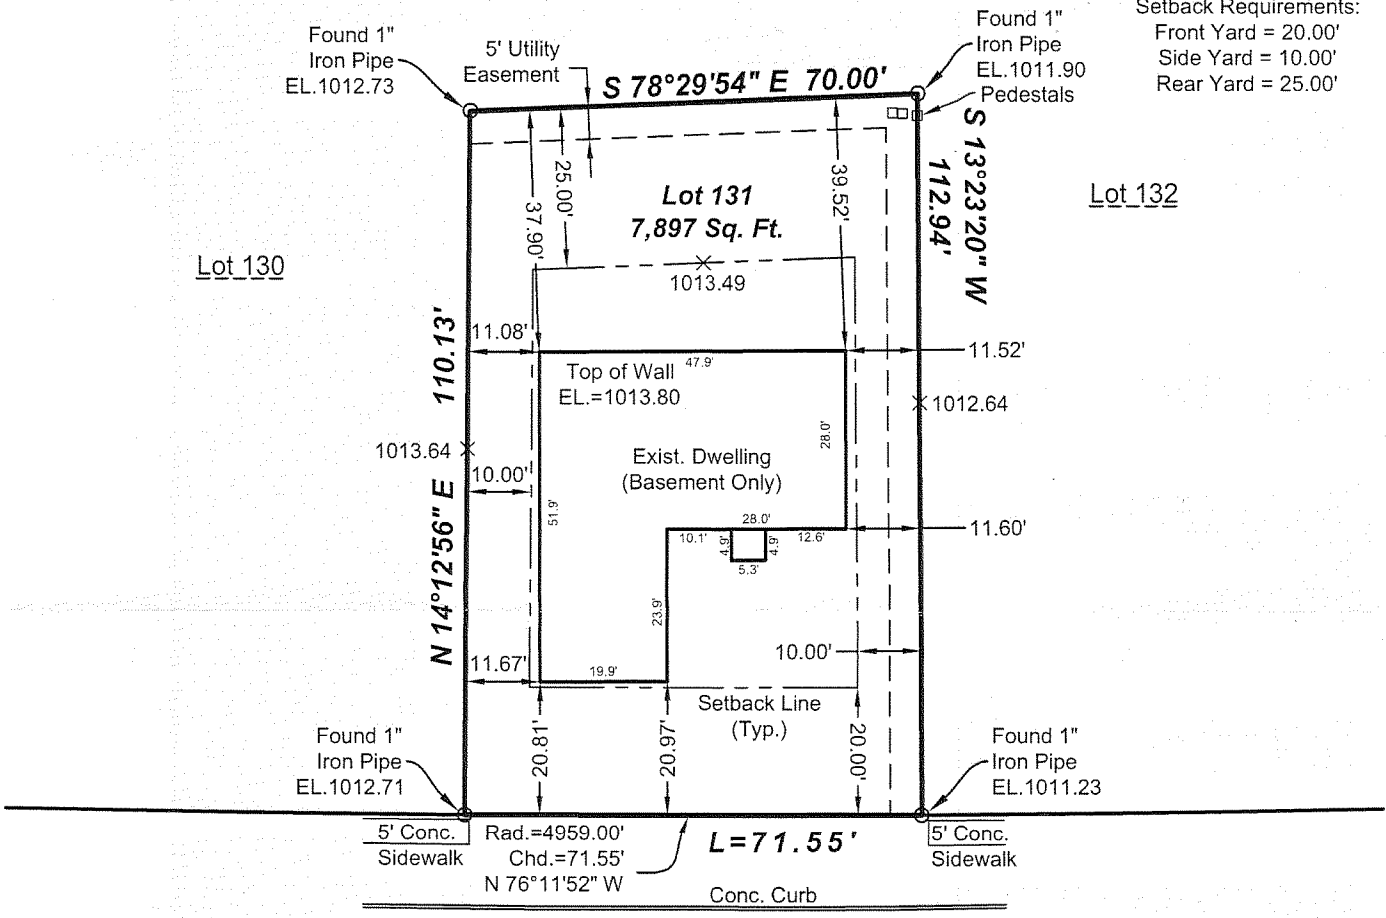 Setback Requirements:
Front Yard = 20.00'
Side Yard = 10.00'
Rear Yard = 25.00'
Found 1"
Iron Pipe
EL.1012.73
5' Utility
Easement
S 78°29'54" E 70.00'
Found 1"
Iron Pipe
EL.1011.90
Pedestals
S 13°23'20" W
112.94'
Lot 132
Lot 130
Lot 131
7,897 Sq. Ft.
37.90'
25.00'
39.52'
1013.49
N 14°12'56" E 110.13'
11.08'
11.52'
47.9'
Top of Wall
EL.=1013.80
1012.64
28.0'
1013.64
Exist. Dwelling
(Basement Only)
10.00'
51.9'
11.60'
28.0'
10.1'
4.9'
4.9'
12.6'
5.3'
23.9'
10.00'
11.67'
19.9'
Setback Line
(Typ.)
20.81'
20.97'
20.00'
Found 1"
Iron Pipe
EL.1012.71
Found 1"
Iron Pipe
EL.1011.23
5' Conc.
Sidewalk
Rad.=4959.00'
Chd.=71.55'
N 76°11'52" W
L=71.55'
5' Conc.
Sidewalk
Conc. Curb